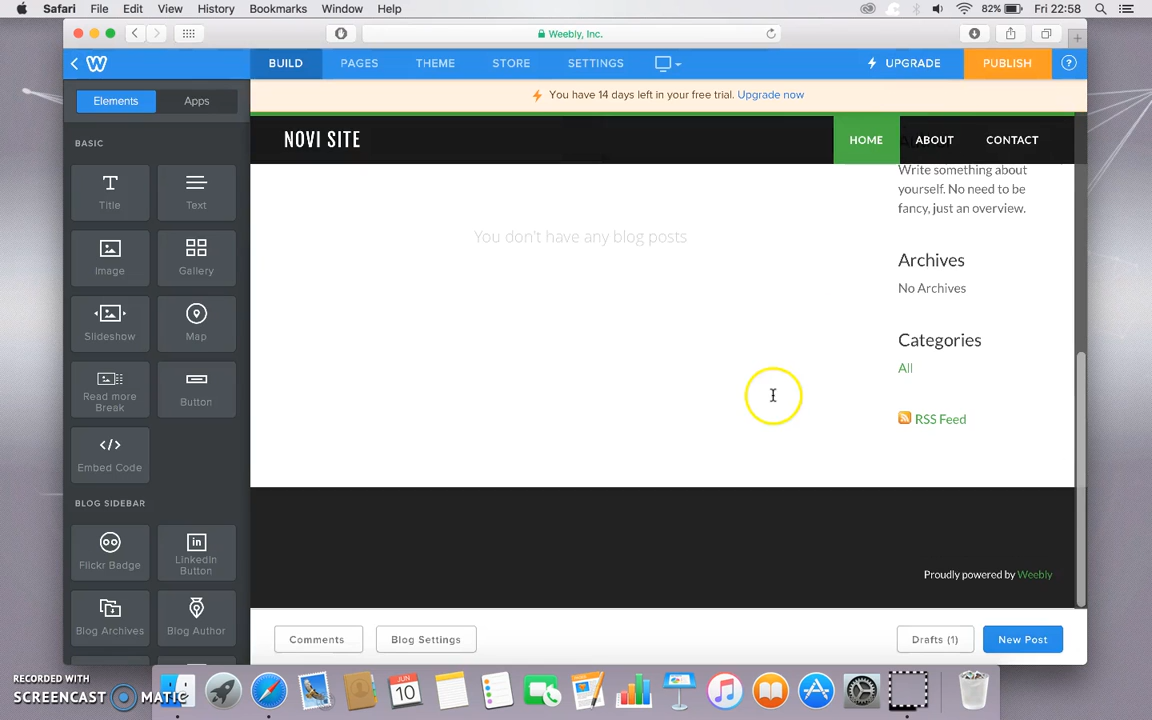 Safari File Edit View History Bookmarks Window Help 82% Fri 22:58
Weebly, Inc.
BUILD PAGES THEME STORE SETTINGS UPGRADE PUBLISH ?
Elements Apps
You have 14 days left in your free trial. Upgrade now
NOVI SITE HOME ABOUT CONTACT
BASIC
Title Text
Image Gallery
Slideshow Map
Read more
Break
Button
Embed Code
BLOG SIDEBAR
Flickr Badge
LinkedIn
Button
Blog Archives Blog Author
You don't have any blog posts
Write something about
yourself. No need to be
fancy, just an overview.
Archives
No Archives
Categories
All
RSS Feed
Proudly powered by Weebly
Comments Blog Settings Drafts (1) New Post
RECORDED WITH
SCREENCAST MATIC
JUN
10